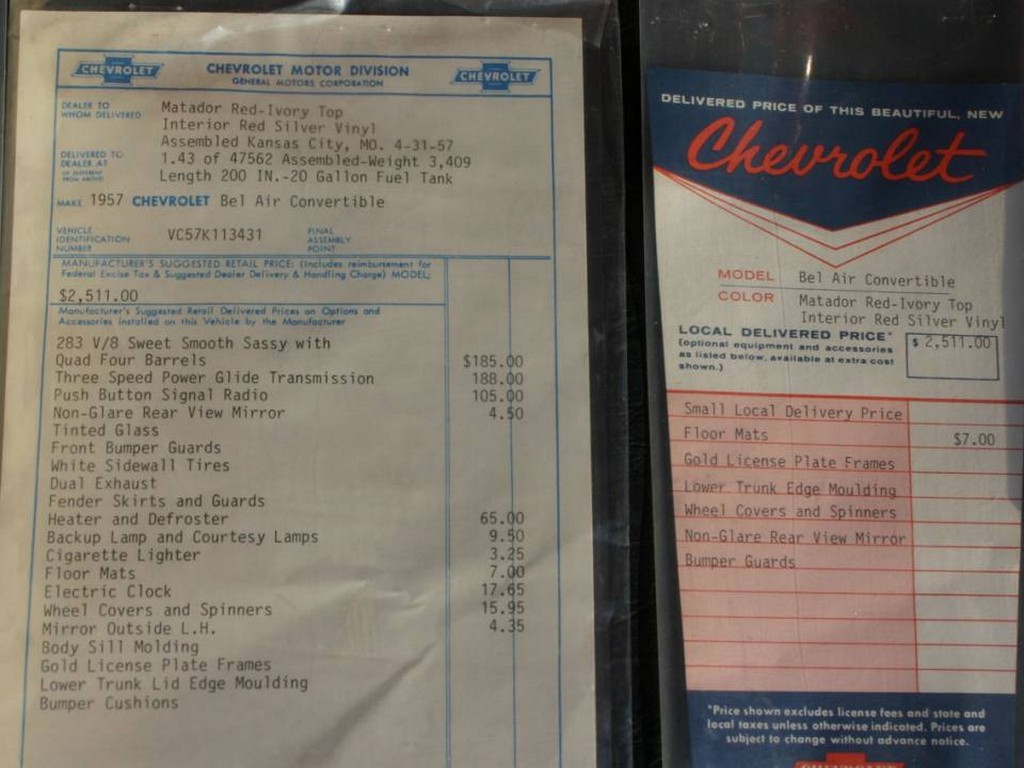 CHEVROLET
CHEVROLET MOTOR DIVISION
GENERAL MOTORS CORPORATION
CHEVROLET
DEALER TO WHOM DELIVERED
Matador Red-Ivory Top
Interior Red Silver Vinyl
Assembled Kansas City, MO. 4-31-57
DELIVERED TO DEALER AT
(IF DIFFERENT FROM ABOVE)
1.43 of 47562 Assembled-Weight 3,409
Length 200 IN.-20 Gallon Fuel Tank
MAKE 1957 CHEVROLET Bel Air Convertible
VEHICLE IDENTIFICATION NUMBER
VC57K113431
FINAL ASSEMBLY POINT
MANUFACTURER'S SUGGESTED RETAIL PRICE: (Includes reimbursement for
Federal Excise Tax & Suggested Dealer Delivery & Handling Charge) MODEL:
$2,511.00
Manufacturer's Suggested Retail Delivered Prices on Options and
Accessories installed on this Vehicle by the Manufacturer
283 V/8 Sweet Smooth Sassy with
Quad Four Barrels $185.00
Three Speed Power Glide Transmission 188.00
Push Button Signal Radio 105.00
Non-Glare Rear View Mirror 4.50
Tinted Glass
Front Bumper Guards
White Sidewall Tires
Dual Exhaust
Fender Skirts and Guards
Heater and Defroster 65.00
Backup Lamp and Courtesy Lamps 9.50
Cigarette Lighter 3.25
Floor Mats 7.00
Electric Clock 17.65
Wheel Covers and Spinners 15.95
Mirror Outside L.H. 4.35
Body Sill Molding
Gold License Plate Frames
Lower Trunk Lid Edge Moulding
Bumper Cushions
DELIVERED PRICE OF THIS BEAUTIFUL, NEW
Chevrolet
MODEL Bel Air Convertible
COLOR Matador Red-Ivory Top
Interior Red Silver Vinyl
LOCAL DELIVERED PRICE* $ 2,511.00
(optional equipment and accessories
as listed below, available at extra cost
shown.)
Small Local Delivery Price
Floor Mats $7.00
Gold License Plate Frames
Lower Trunk Edge Moulding
Wheel Covers and Spinners
Non-Glare Rear View Mirror
Bumper Guards
*Price shown excludes license fees and state and
local taxes unless otherwise indicated. Prices are
subject to change without advance notice.
CHEVROLET